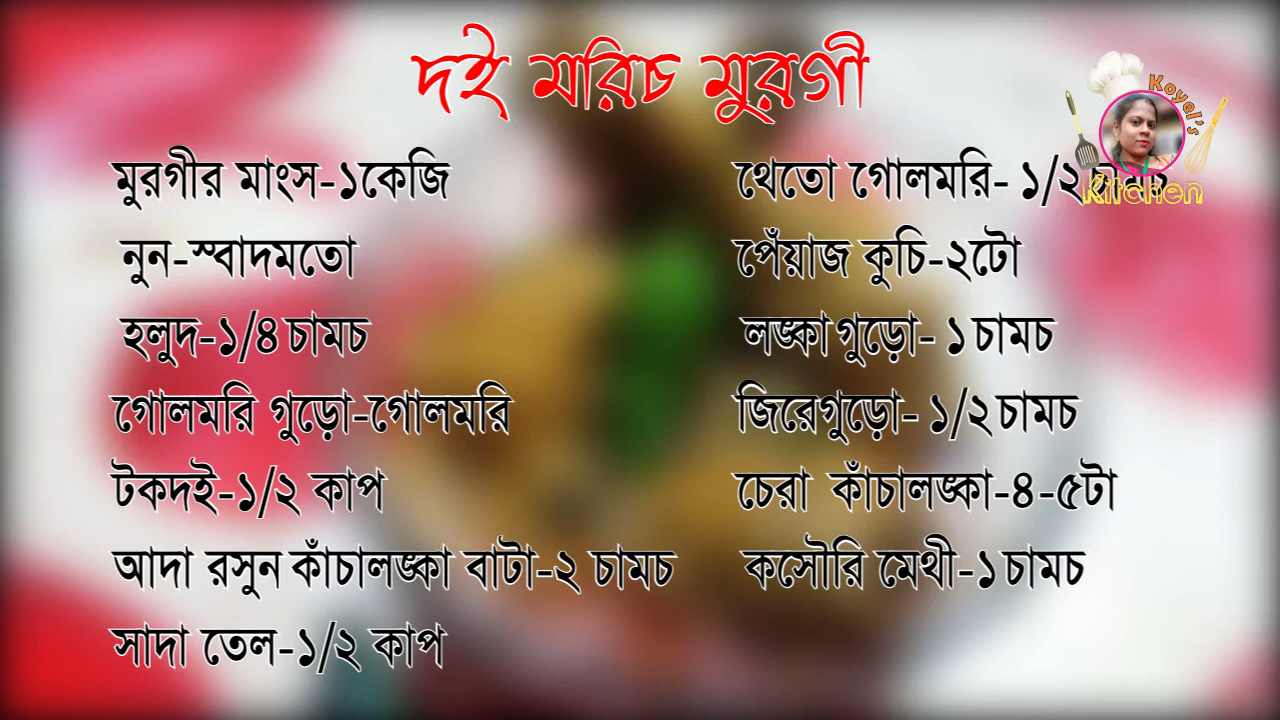 দই মরিচ মুরগী
Koyel's
Kitchen
মুরগীর মাংস-১কেজি
নুন-স্বাদমতো
হলুদ-১/৪ চামচ
গোলমরি গুড়ো-গোলমরি
টকদই-১/২ কাপ
আদা রসুন কাঁচালঙ্কা বাটা-২ চামচ
সাদা তেল-১/২ কাপ
থেতো গোলমরি- ১/২ চামচ
পেঁয়াজ কুচি-২টো
লঙ্কা গুড়ো- ১ চামচ
জিরেগুড়ো- ১/২ চামচ
চেরা কাঁচালঙ্কা-৪-৫টা
কসৌরি মেথী-১ চামচ